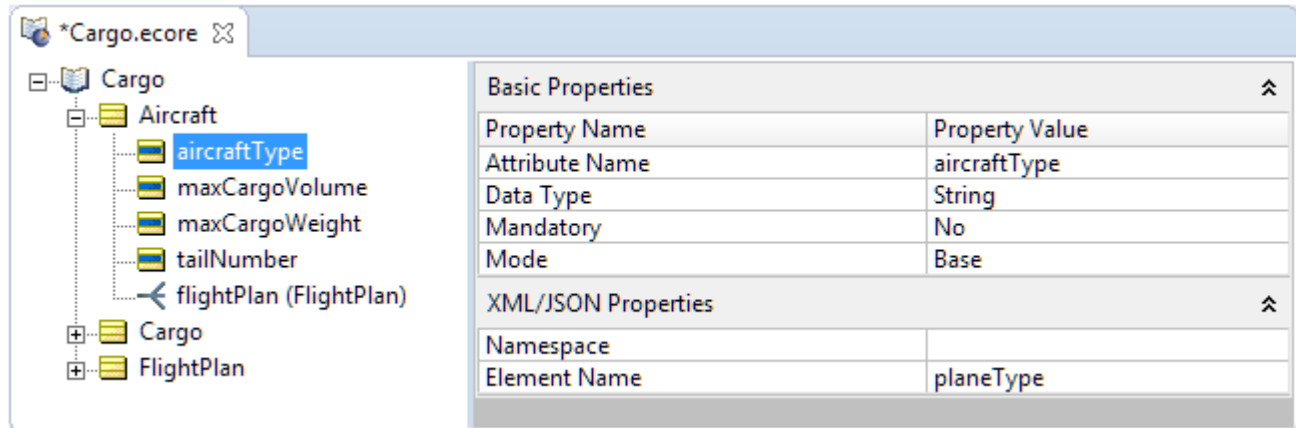 *Cargo.ecore
Cargo
Aircraft
aircraftType
maxCargoVolume
maxCargoWeight
tailNumber
flightPlan (FlightPlan)
Cargo
FlightPlan
Basic Properties
Property Name Property Value
Attribute Name aircraftType
Data Type String
Mandatory No
Mode Base
XML/JSON Properties
Namespace
Element Name planeType